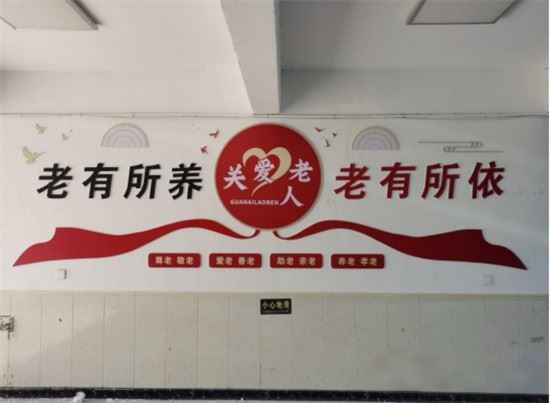 老有所养
关爱老人
GUANAILAOREN
老有所依
尊老 敬老
爱老 善老
助老 亲老
养老 孝老
小心地滑